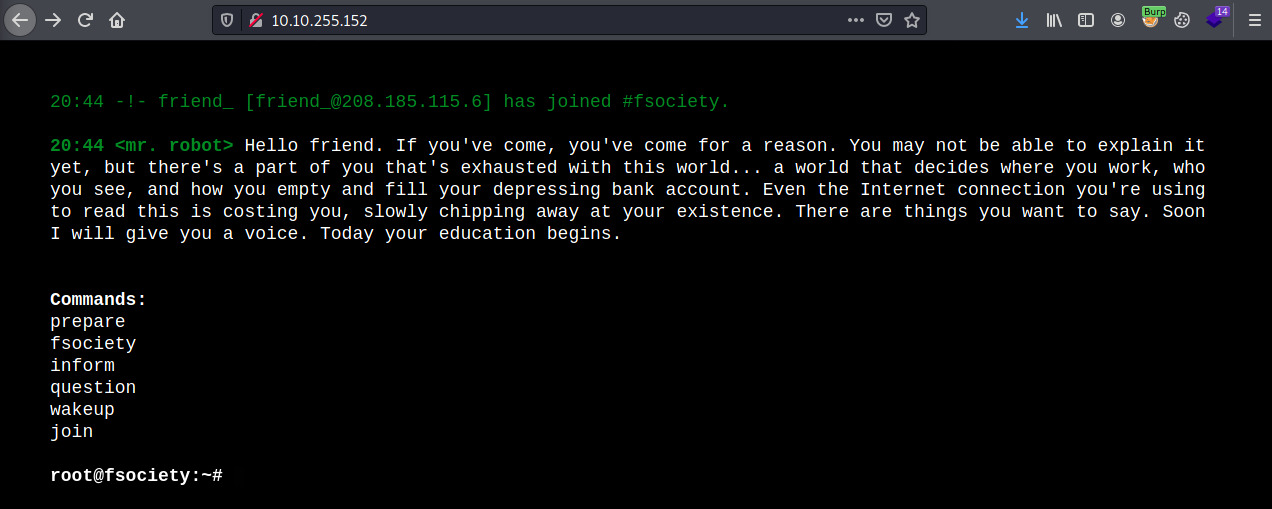 10.10.255.152
Burp
14
20:44 -!- friend_ [friend_@208.185.115.6] has joined #fsociety.
20:44 <mr. robot> Hello friend. If you've come, you've come for a reason. You may not be able to explain it
yet, but there's a part of you that's exhausted with this world... a world that decides where you work, who
you see, and how you empty and fill your depressing bank account. Even the Internet connection you're using
to read this is costing you, slowly chipping away at your existence. There are things you want to say. Soon
I will give you a voice. Today your education begins.
Commands:
prepare
fsociety
inform
question
wakeup
join
root@fsociety:~#